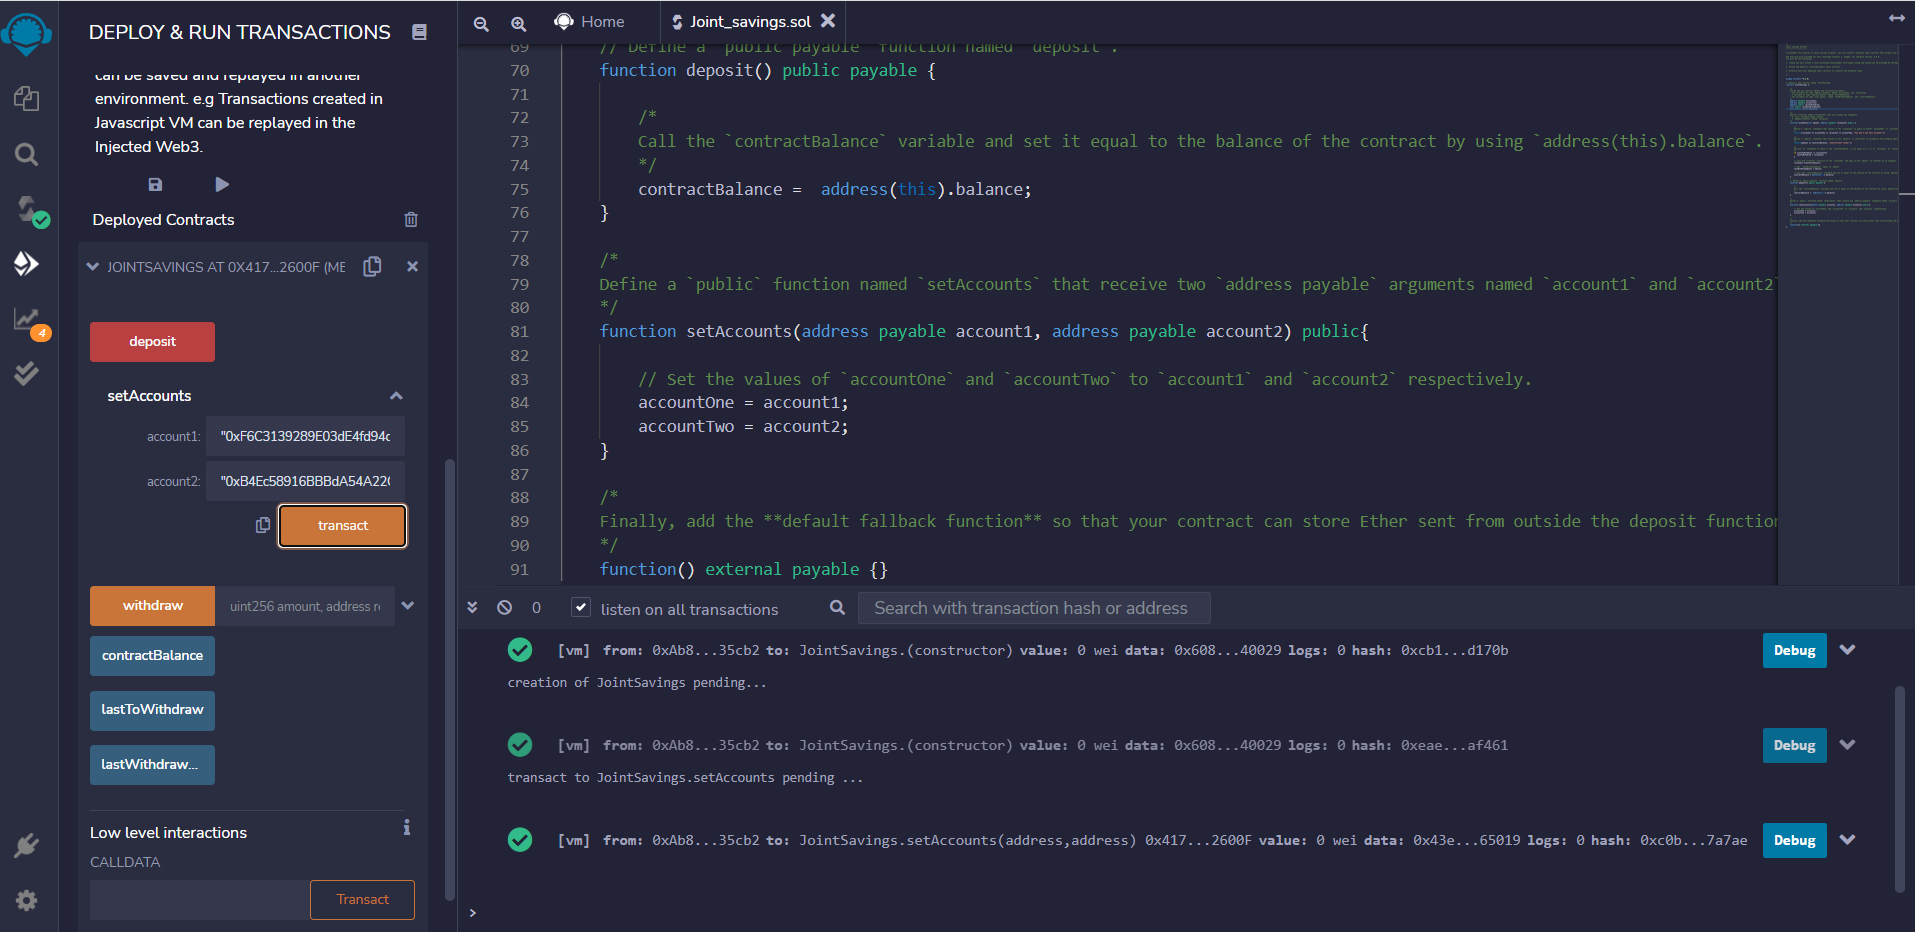 DEPLOY & RUN TRANSACTIONS
can be saved and replayed in another
environment. e.g Transactions created in
Javascript VM can be replayed in the
Injected Web3.
Deployed Contracts
JOINTSAVINGS AT 0X417...2600F (ME
deposit
setAccounts
account1: "0xF6C3139289E03dE4fd94c
account2: "0xB4Ec58916BBBdA54A22(
transact
withdraw uint256 amount, address re
contractBalance
lastToWithdraw
lastWithdraw...
Low level interactions
CALLDATA
Transact
4
Home
Joint_savings.sol
69 // Define a `public payable` function named `deposit`.
70 function deposit() public payable {
71
72 /*
73 Call the `contractBalance` variable and set it equal to the balance of the contract by using `address(this).balance`.
74 */
75 contractBalance =  address(this).balance;
76 }
77
78 /*
79 Define a `public` function named `setAccounts` that receive two `address payable` arguments named `account1` and `account2`
80 */
81 function setAccounts(address payable account1, address payable account2) public{
82
83 // Set the values of `accountOne` and `accountTwo` to `account1` and `account2` respectively.
84 accountOne = account1;
85 accountTwo = account2;
86 }
87
88 /*
89 Finally, add the **default fallback function** so that your contract can store Ether sent from outside the deposit function
90 */
91 function() external payable {}
0 listen on all transactions Search with transaction hash or address
[vm] from: 0xAb8...35cb2 to: JointSavings.(constructor) value: 0 wei data: 0x608...40029 logs: 0 hash: 0xcb1...d170b Debug
creation of JointSavings pending...
[vm] from: 0xAb8...35cb2 to: JointSavings.(constructor) value: 0 wei data: 0x608...40029 logs: 0 hash: 0xeae...af461 Debug
transact to JointSavings.setAccounts pending ...
[vm] from: 0xAb8...35cb2 to: JointSavings.setAccounts(address,address) 0x417...2600F value: 0 wei data: 0x43e...65019 logs: 0 hash: 0xc0b...7a7ae Debug
>